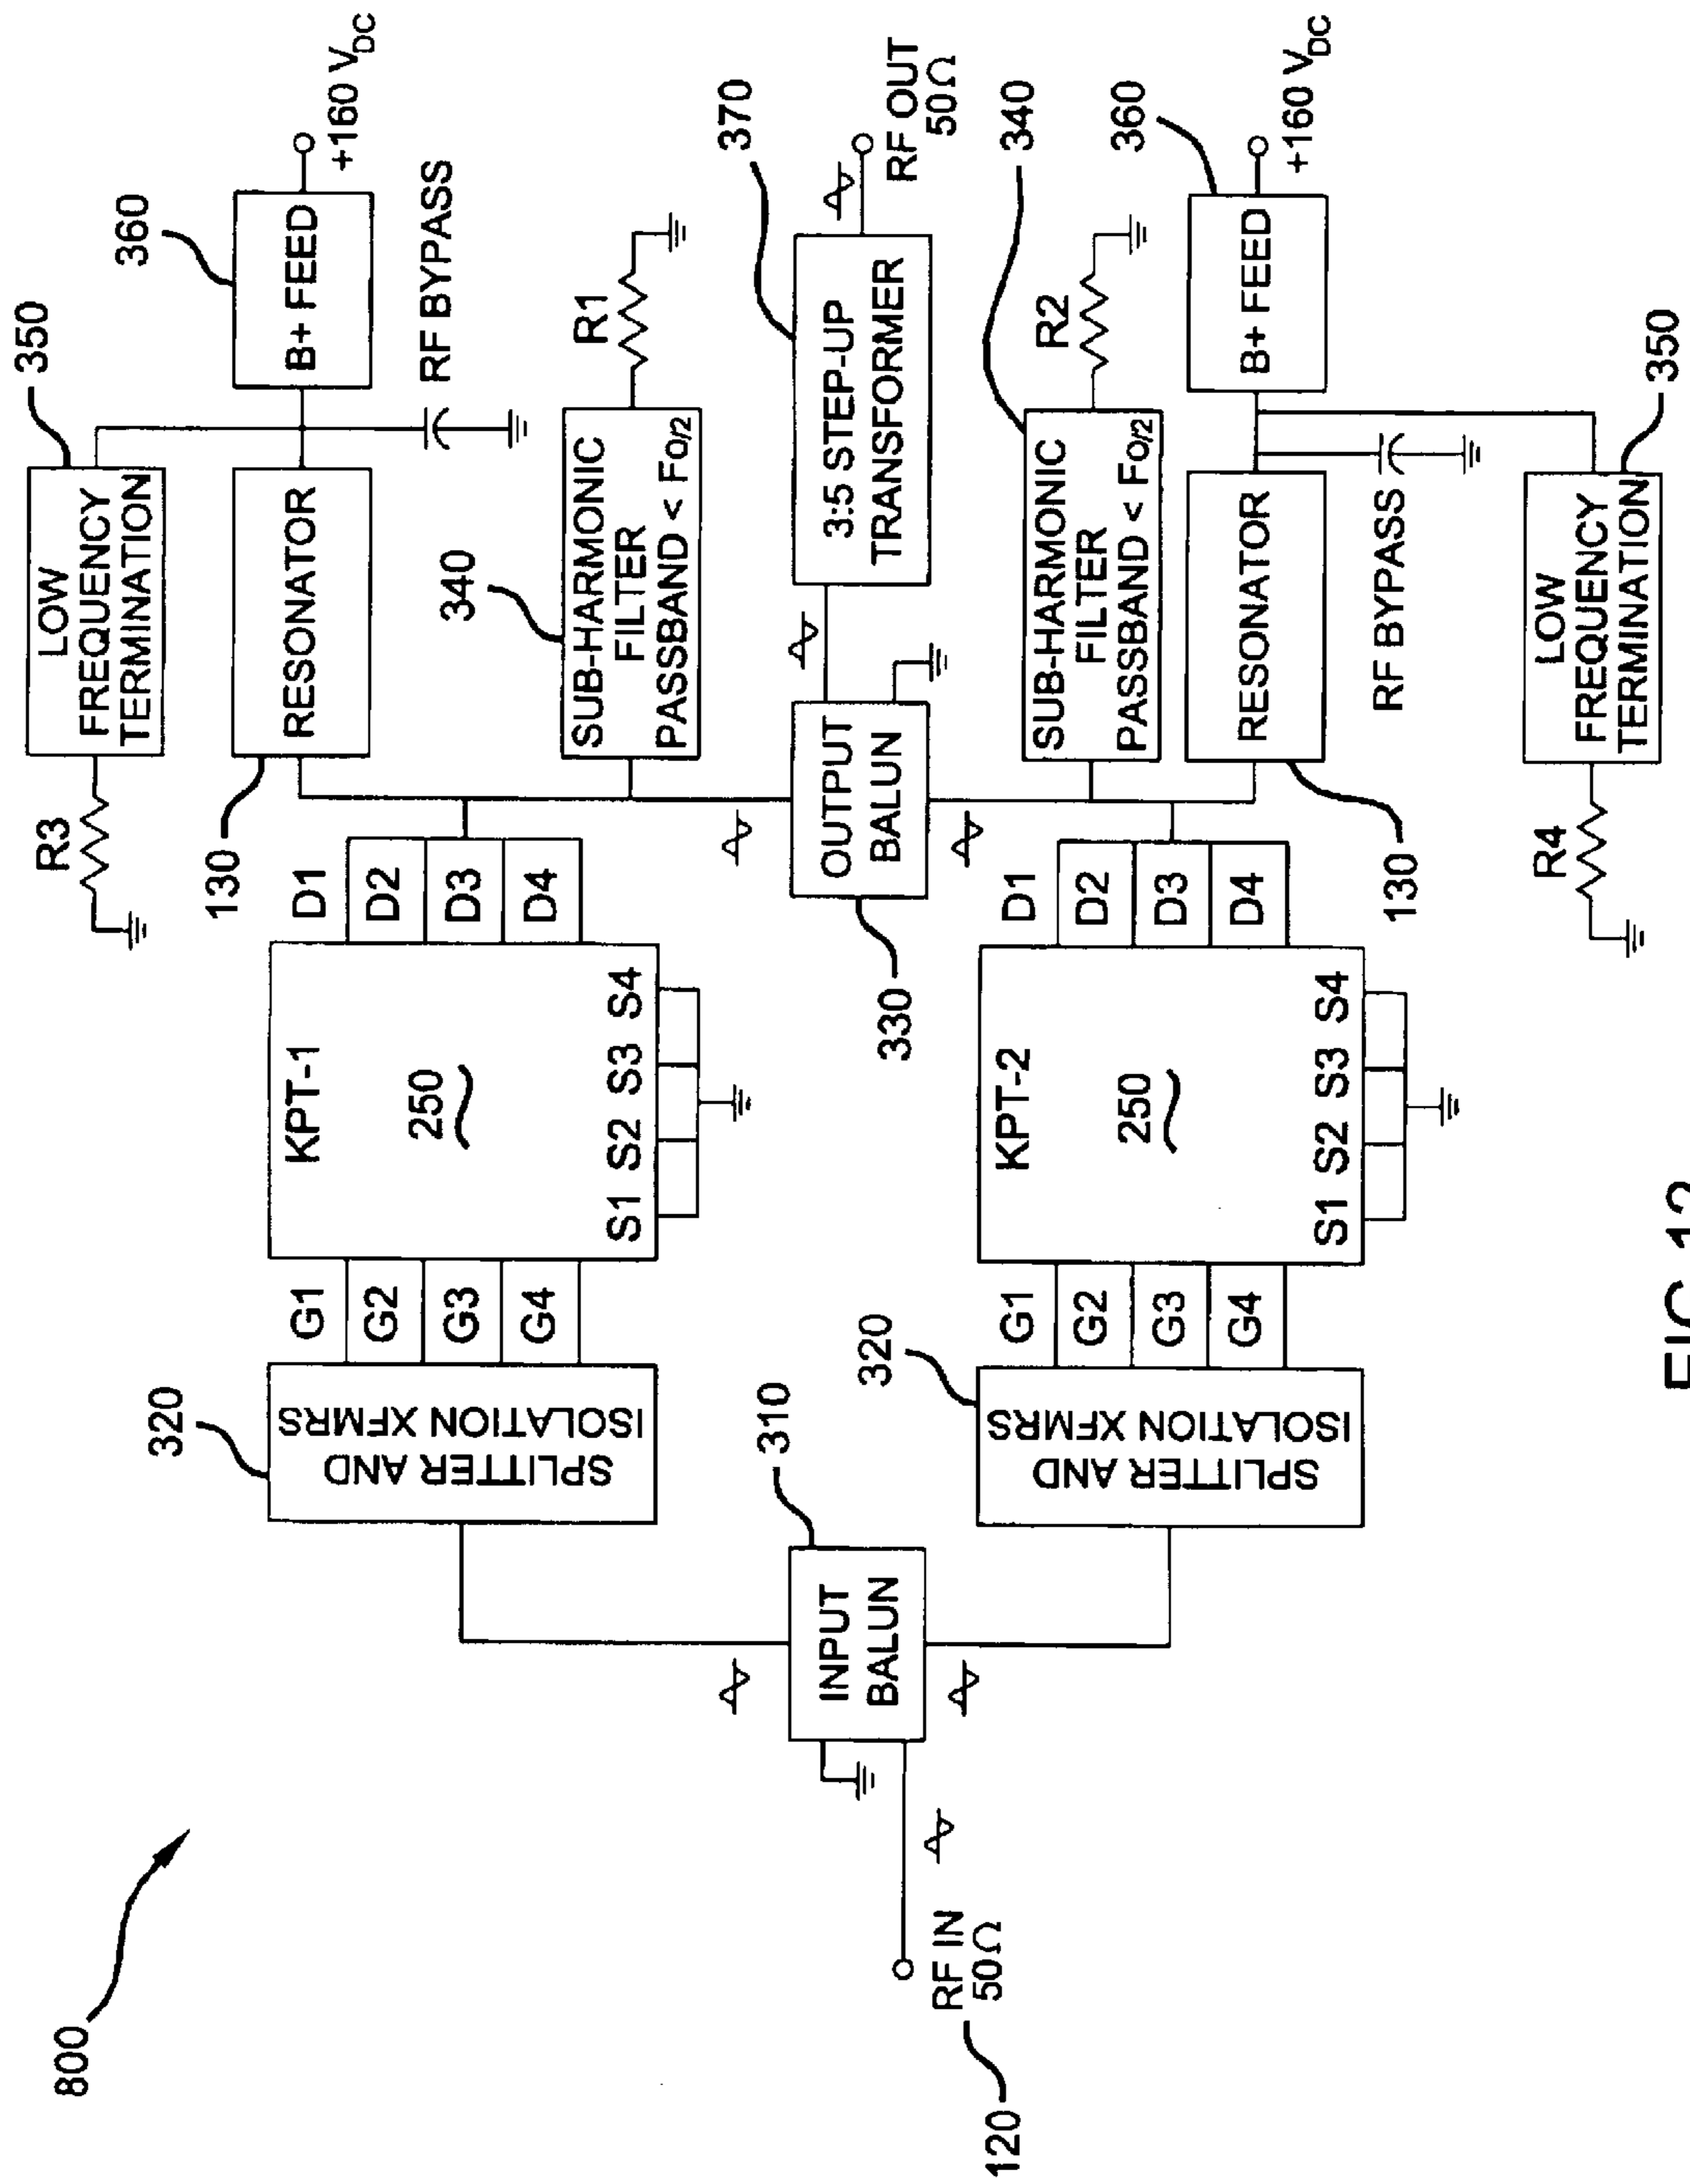 800
R3
LOW
FREQUENCY
TERMINATION
350
130
RESONATOR
360
B+ FEED
+160 VDC
RF BYPASS
320
SPLITTER AND
ISOLATION XFMRS
G1
G2
G3
G4
KPT-1
250
S1 S2 S3 S4
D1
D2
D3
D4
340
SUB-HARMONIC
FILTER
PASSBAND < FO/2
R1
120
RF IN
50Ω
310
INPUT
BALUN
330
OUTPUT
BALUN
370
3:5 STEP-UP
TRANSFORMER
RF OUT
50Ω
320
SPLITTER AND
ISOLATION XFMRS
G1
G2
G3
G4
KPT-2
250
S1 S2 S3 S4
D1
D2
D3
D4
340
SUB-HARMONIC
FILTER
PASSBAND < FO/2
R2
130
RESONATOR
360
B+ FEED
+160 VDC
RF BYPASS
R4
LOW
FREQUENCY
TERMINATION
350